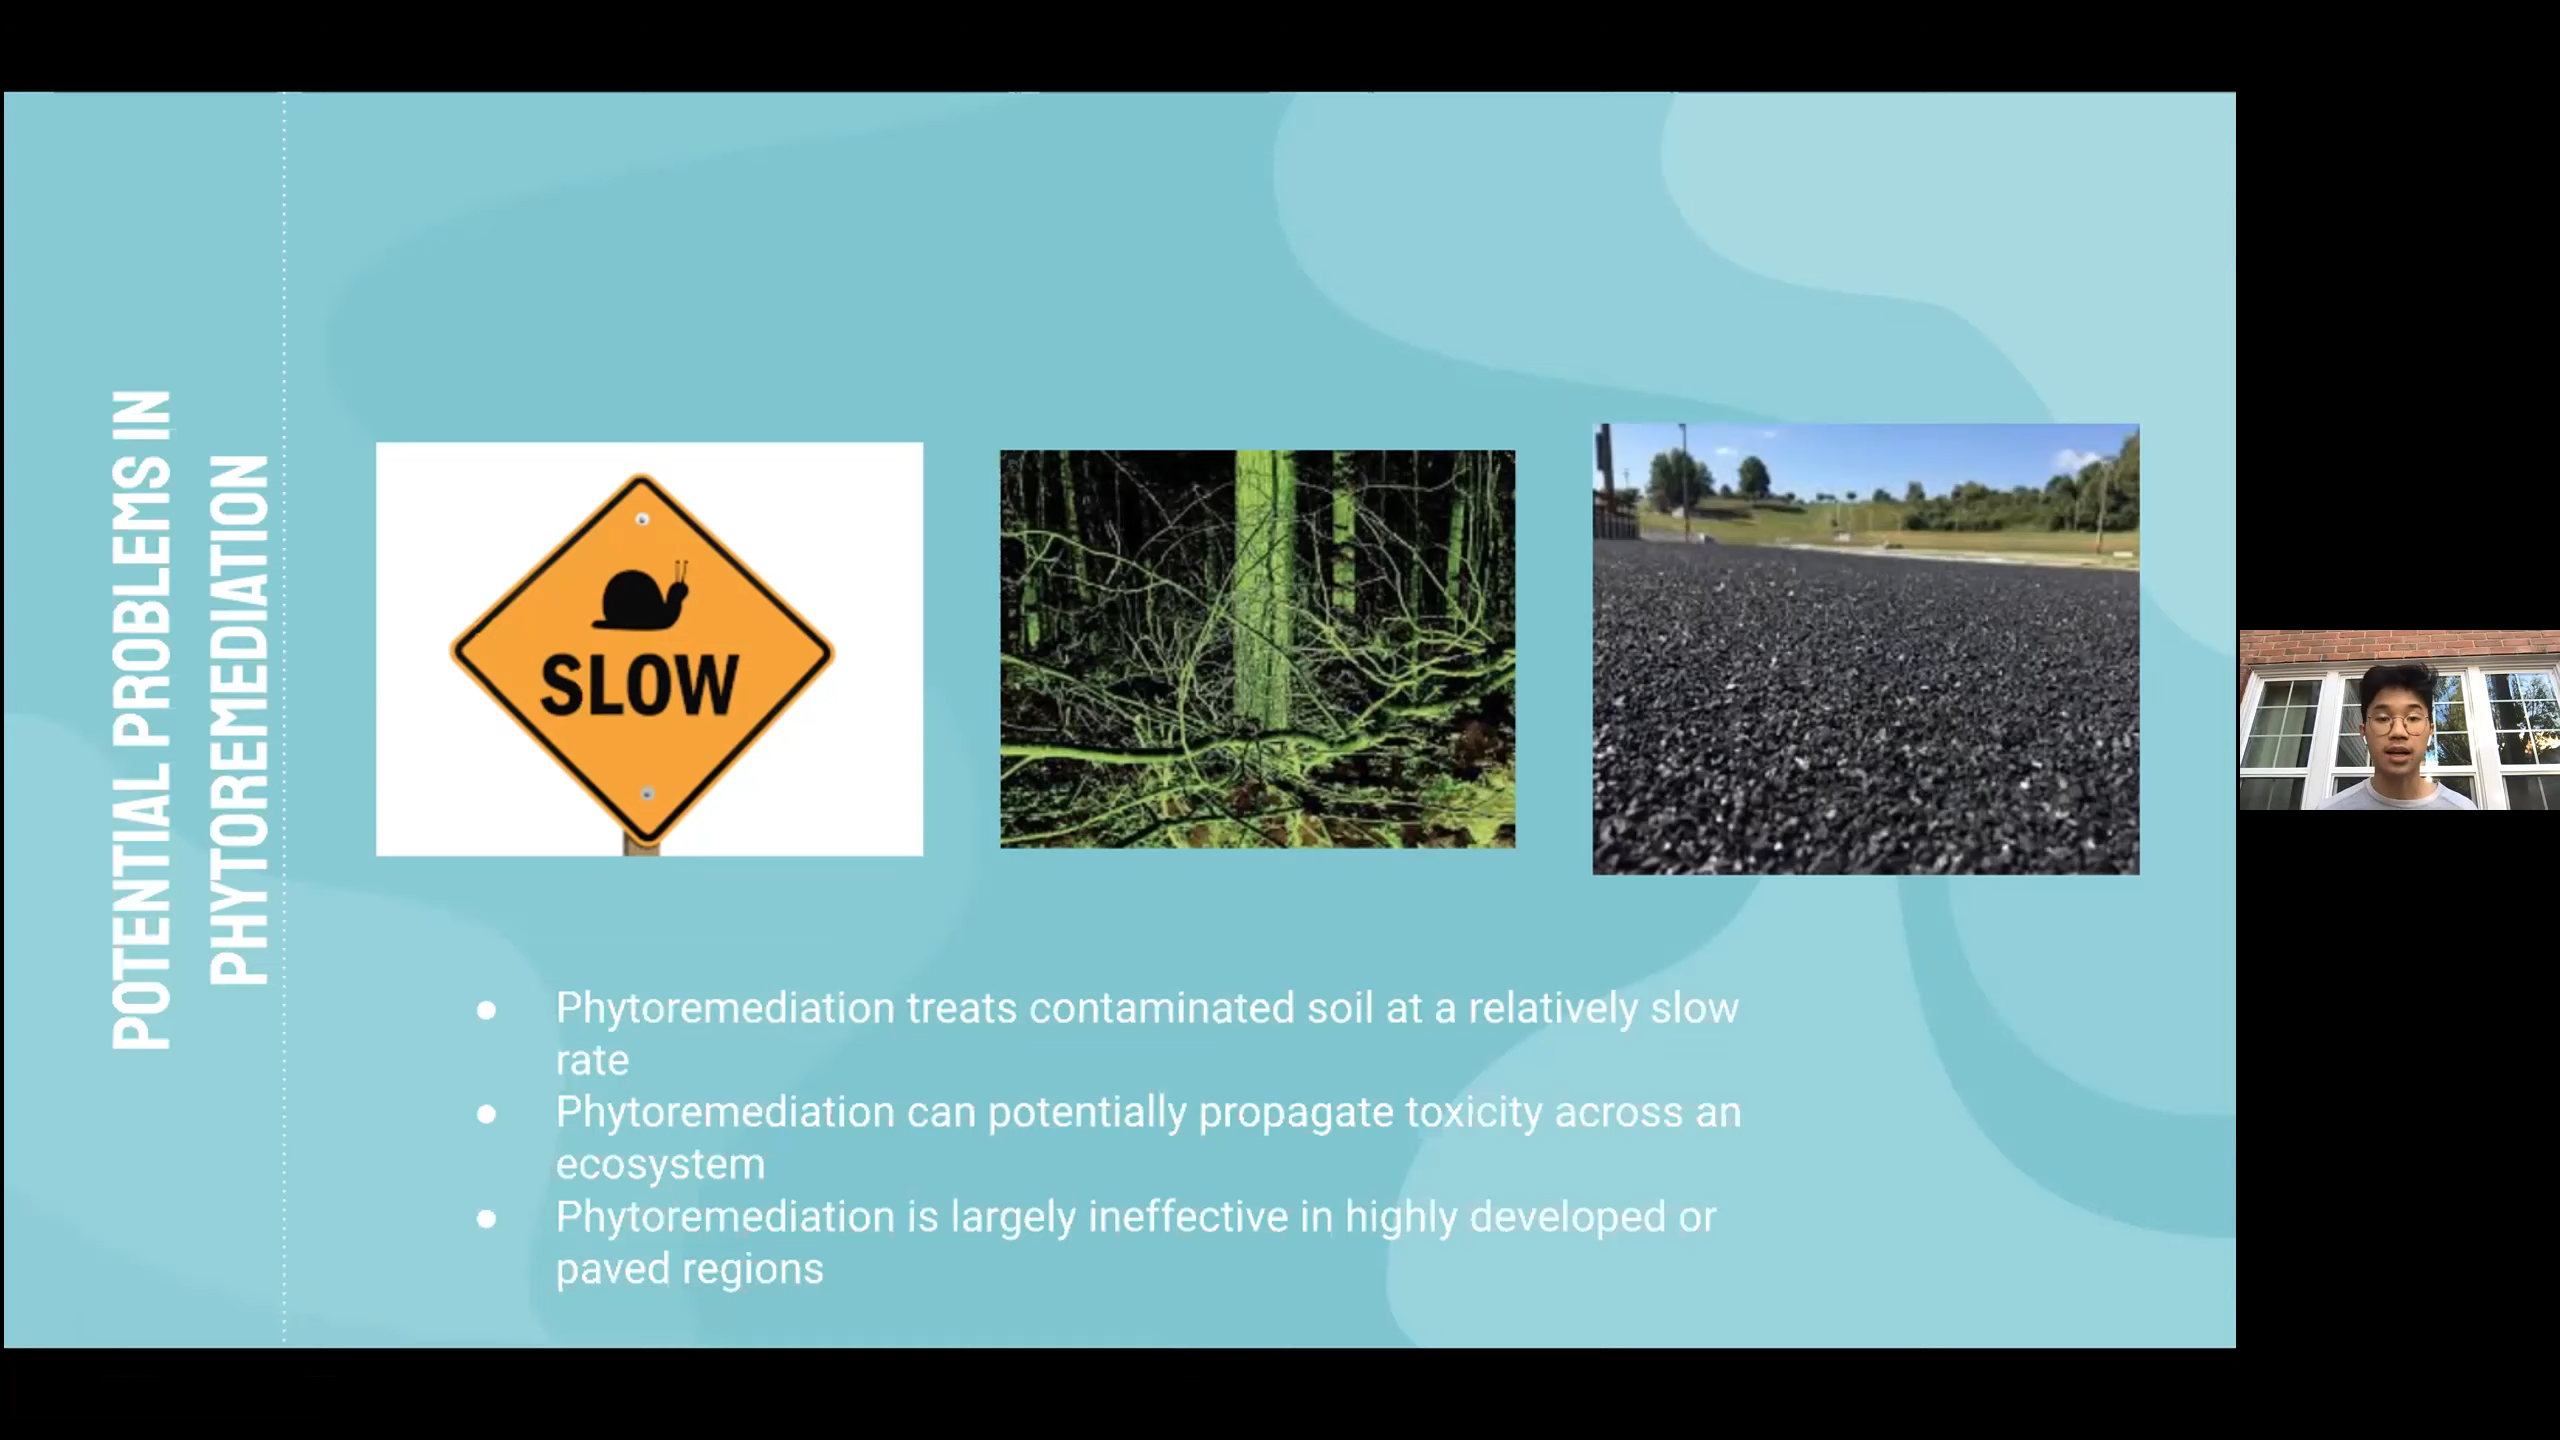 POTENTIAL PROBLEMS IN
PHYTOREMEDIATION
SLOW
Phytoremediation treats contaminated soil at a relatively slow
rate
Phytoremediation can potentially propagate toxicity across an
ecosystem
Phytoremediation is largely ineffective in highly developed or
paved regions